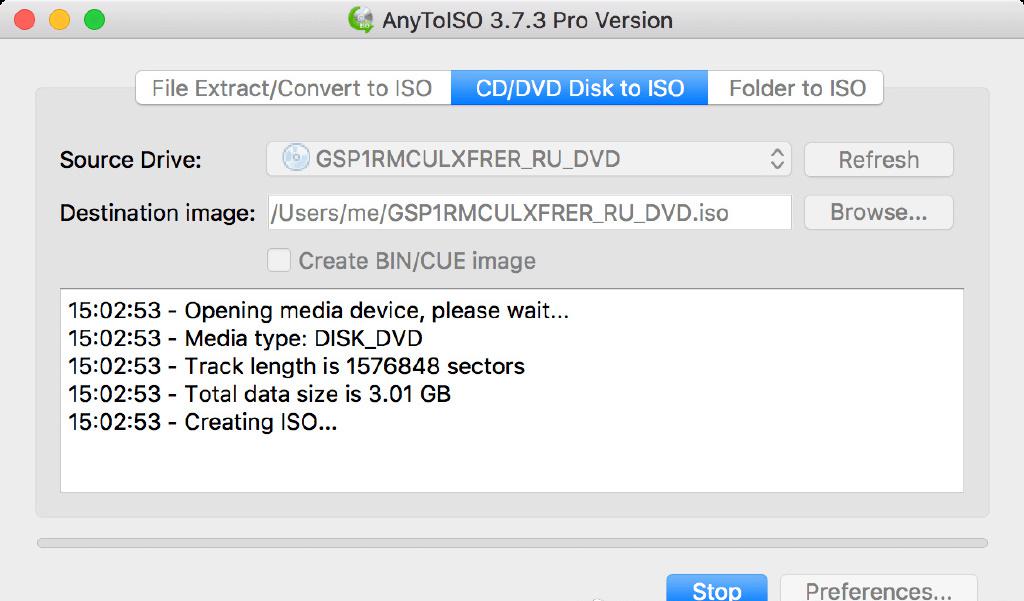 AnyToISO 3.7.3 Pro Version
File Extract/Convert to ISO CD/DVD Disk to ISO Folder to ISO
Source Drive: GSP1RMCULXFRER_RU_DVD Refresh
Destination image: /Users/me/GSP1RMCULXFRER_RU_DVD.iso Browse...
Create BIN/CUE image
15:02:53 - Opening media device, please wait...
15:02:53 - Media type: DISK_DVD
15:02:53 - Track length is 1576848 sectors
15:02:53 - Total data size is 3.01 GB
15:02:53 - Creating ISO...
Stop Preferences...